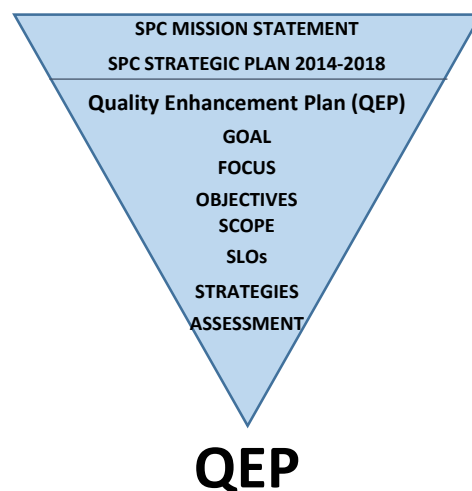 SPC MISSION STATEMENT
SPC STRATEGIC PLAN 2014-2018
Quality Enhancement Plan (QEP)
GOAL
FOCUS
OBJECTIVES
SCOPE
SLOs
STRATEGIES
ASSESSMENT
QEP